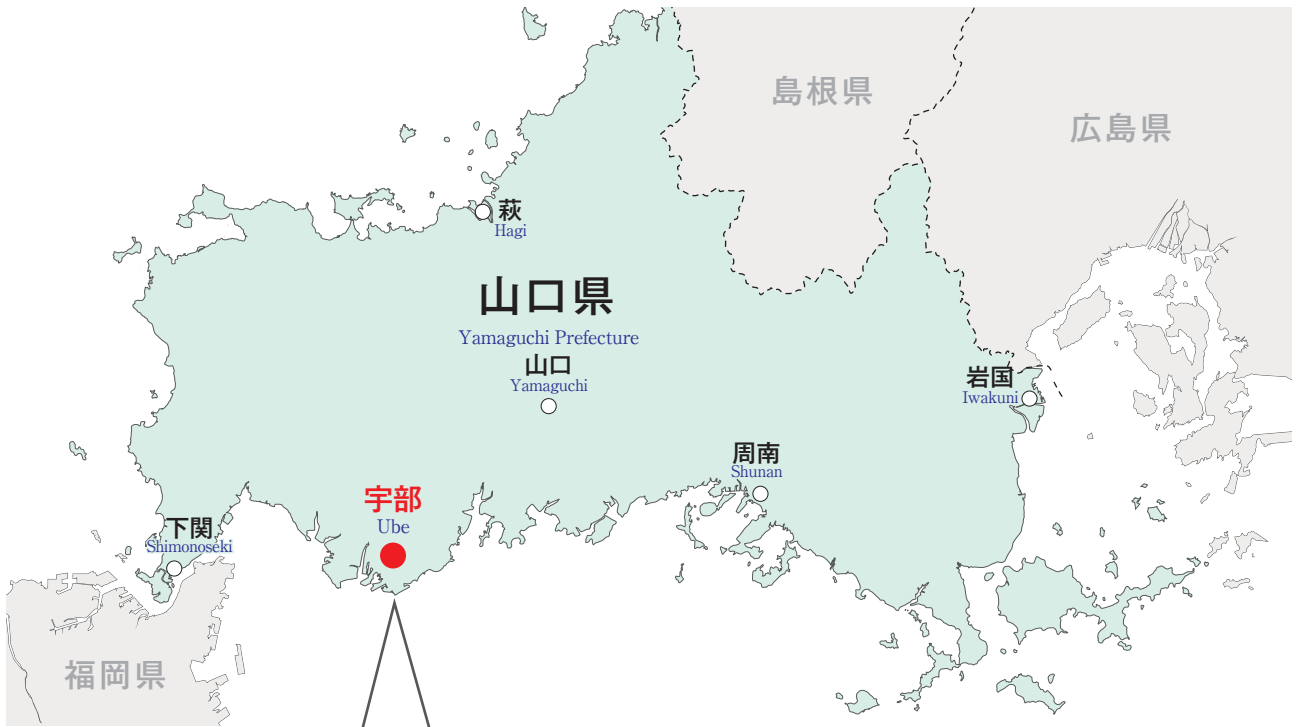 島根県
広島県
萩
Hagi
山口県
Yamaguchi Prefecture
山口
Yamaguchi
岩国
Iwakuni
周南
Shunan
宇部
Ube
下関
Shimonoseki
福岡県